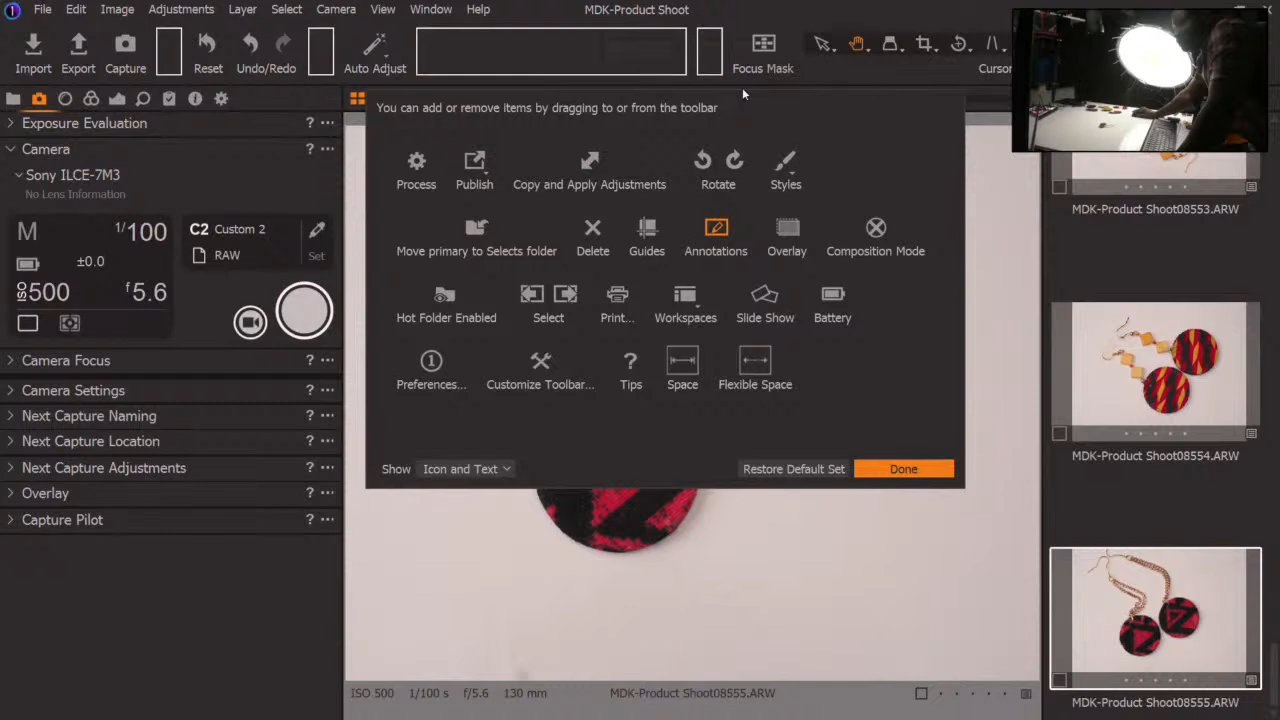 File Edit Image Adjustments Layer Select Camera View Window Help MDK-Product Shoot
Import Export Capture Reset Undo/Redo Auto Adjust Focus Mask Cursor
Exposure Evaluation ? ...
Camera ? ...
Sony ILCE-7M3
No Lens Information
M 1/100 C2 Custom 2
±0.0 RAW Set
ISO 500 f5.6
Camera Focus ? ...
Camera Settings ? ...
Next Capture Naming ? ...
Next Capture Location ? ...
Next Capture Adjustments ? ...
Overlay ? ...
Capture Pilot ? ...
You can add or remove items by dragging to or from the toolbar
Process Publish Copy and Apply Adjustments Rotate Styles
Move primary to Selects folder Delete Guides Annotations Overlay Composition Mode
Hot Folder Enabled Select Print... Workspaces Slide Show Battery
Preferences... Customize Toolbar... Tips Space Flexible Space
Show Icon and Text Restore Default Set Done
ISO 500 1/100 s f/5.6 130 mm MDK-Product Shoot08555.ARW
MDK-Product Shoot08553.ARW
MDK-Product Shoot08554.ARW
MDK-Product Shoot08555.ARW